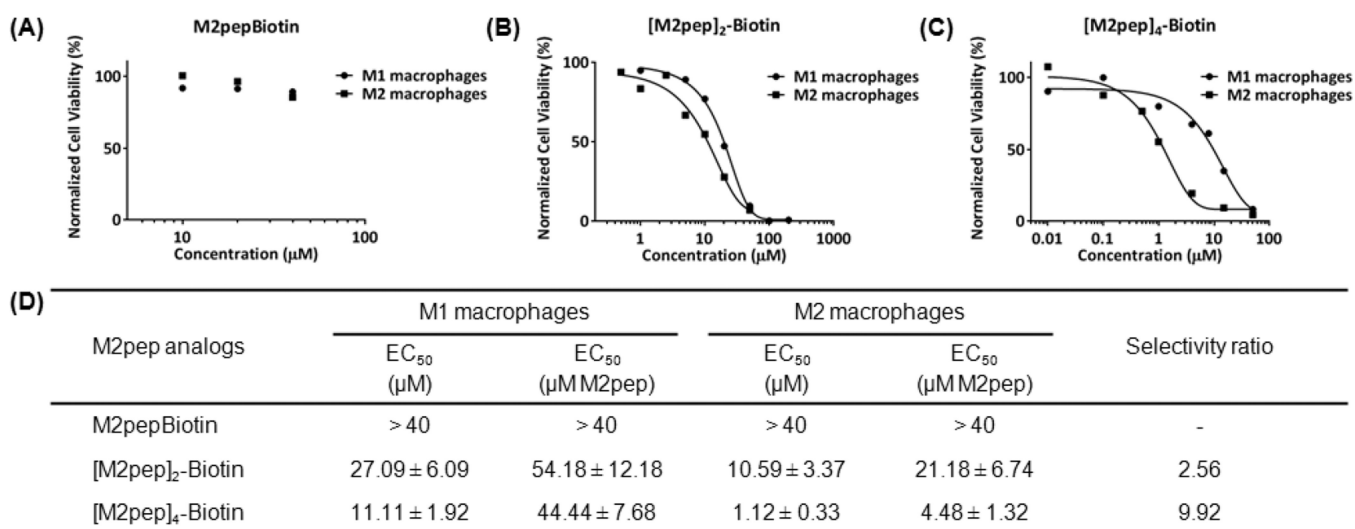 (A)
M2pepBiotin
Normalized Cell Viability (%)
100
50
0
10
100
Concentration (µM)
M1 macrophages
M2 macrophages
(B)
[M2pep]₂-Biotin
Normalized Cell Viability (%)
100
50
0
1
10
100
1000
Concentration (µM)
M1 macrophages
M2 macrophages
(C)
[M2pep]₄-Biotin
Normalized Cell Viability (%)
100
50
0
0.01
0.1
1
10
100
Concentration (µM)
M1 macrophages
M2 macrophages
(D)
M2pep analogs M1 macrophages M2 macrophages Selectivity ratio
EC₅₀ EC₅₀ EC₅₀ EC₅₀
(µM) (µM M2pep) (µM) (µM M2pep)
M2pepBiotin > 40 > 40 > 40 > 40 -
[M2pep]₂-Biotin 27.09 ± 6.09 54.18 ± 12.18 10.59 ± 3.37 21.18 ± 6.74 2.56
[M2pep]₄-Biotin 11.11 ± 1.92 44.44 ± 7.68 1.12 ± 0.33 4.48 ± 1.32 9.92